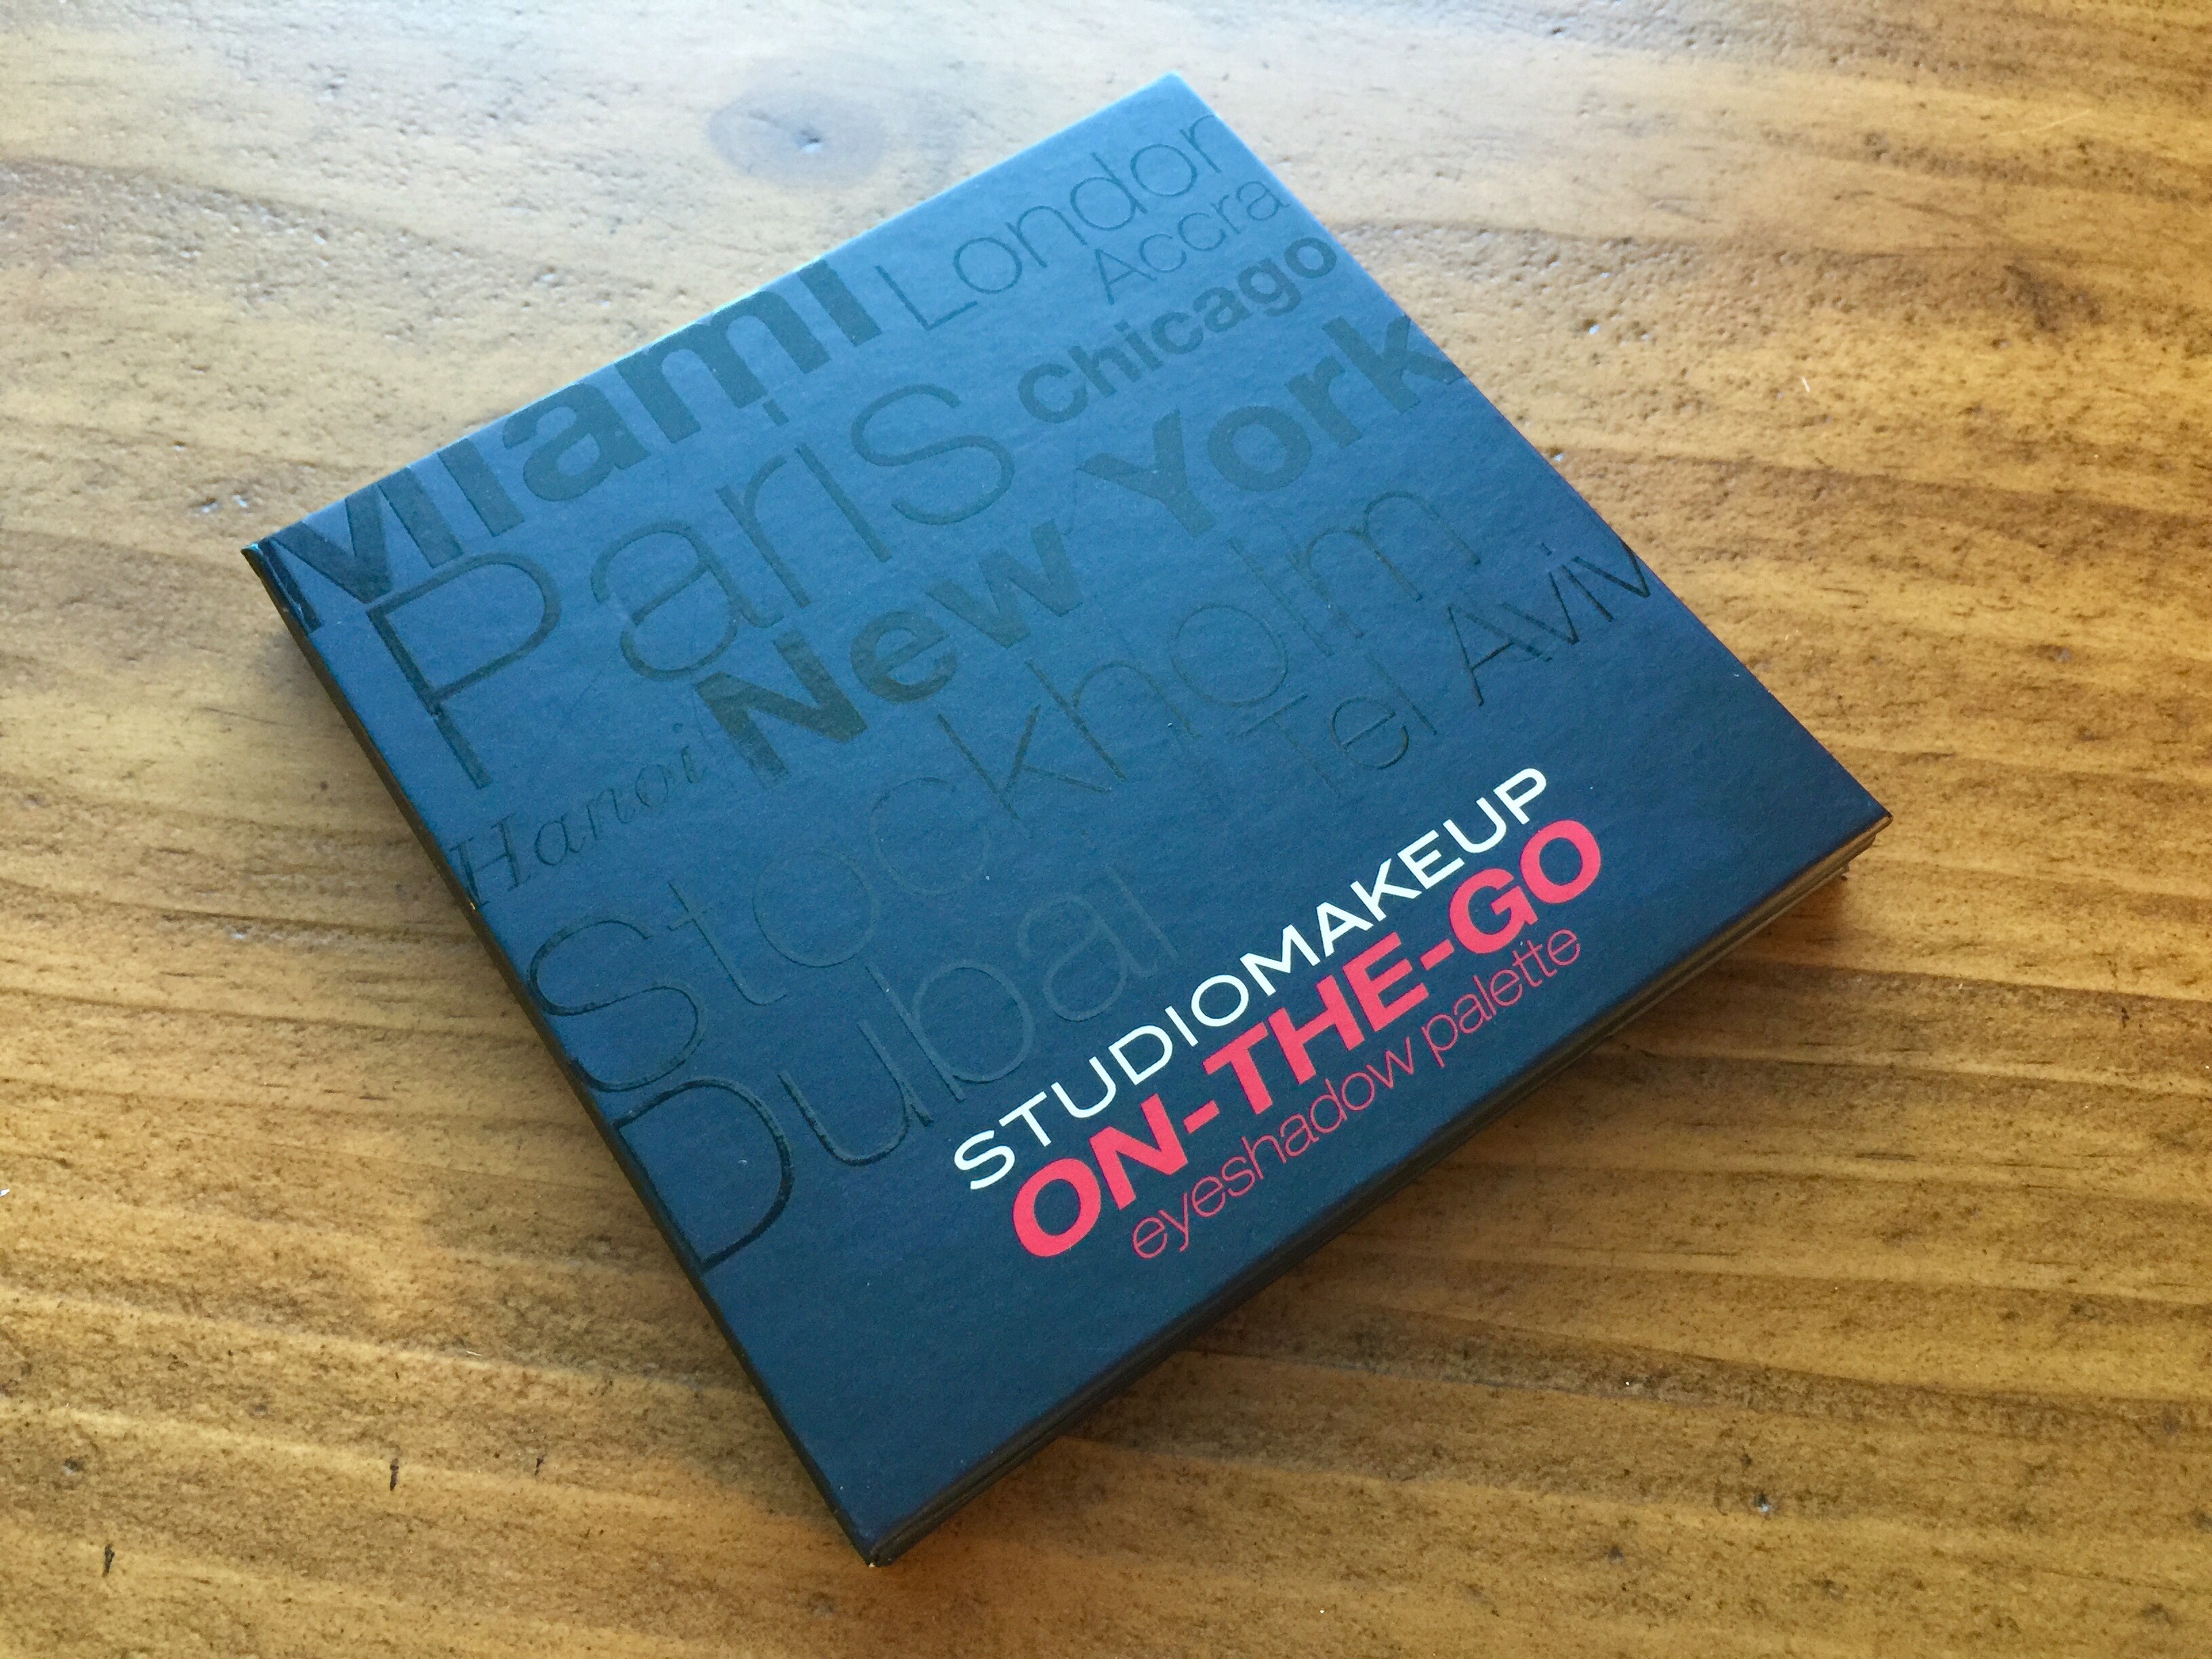 Miami London
Accra
Paris Chicago
New York
Hanoi
Stockholm
Tel Aviv
Dubai
STUDIOMAKEUP
ON-THE-GO
eyeshadow palette